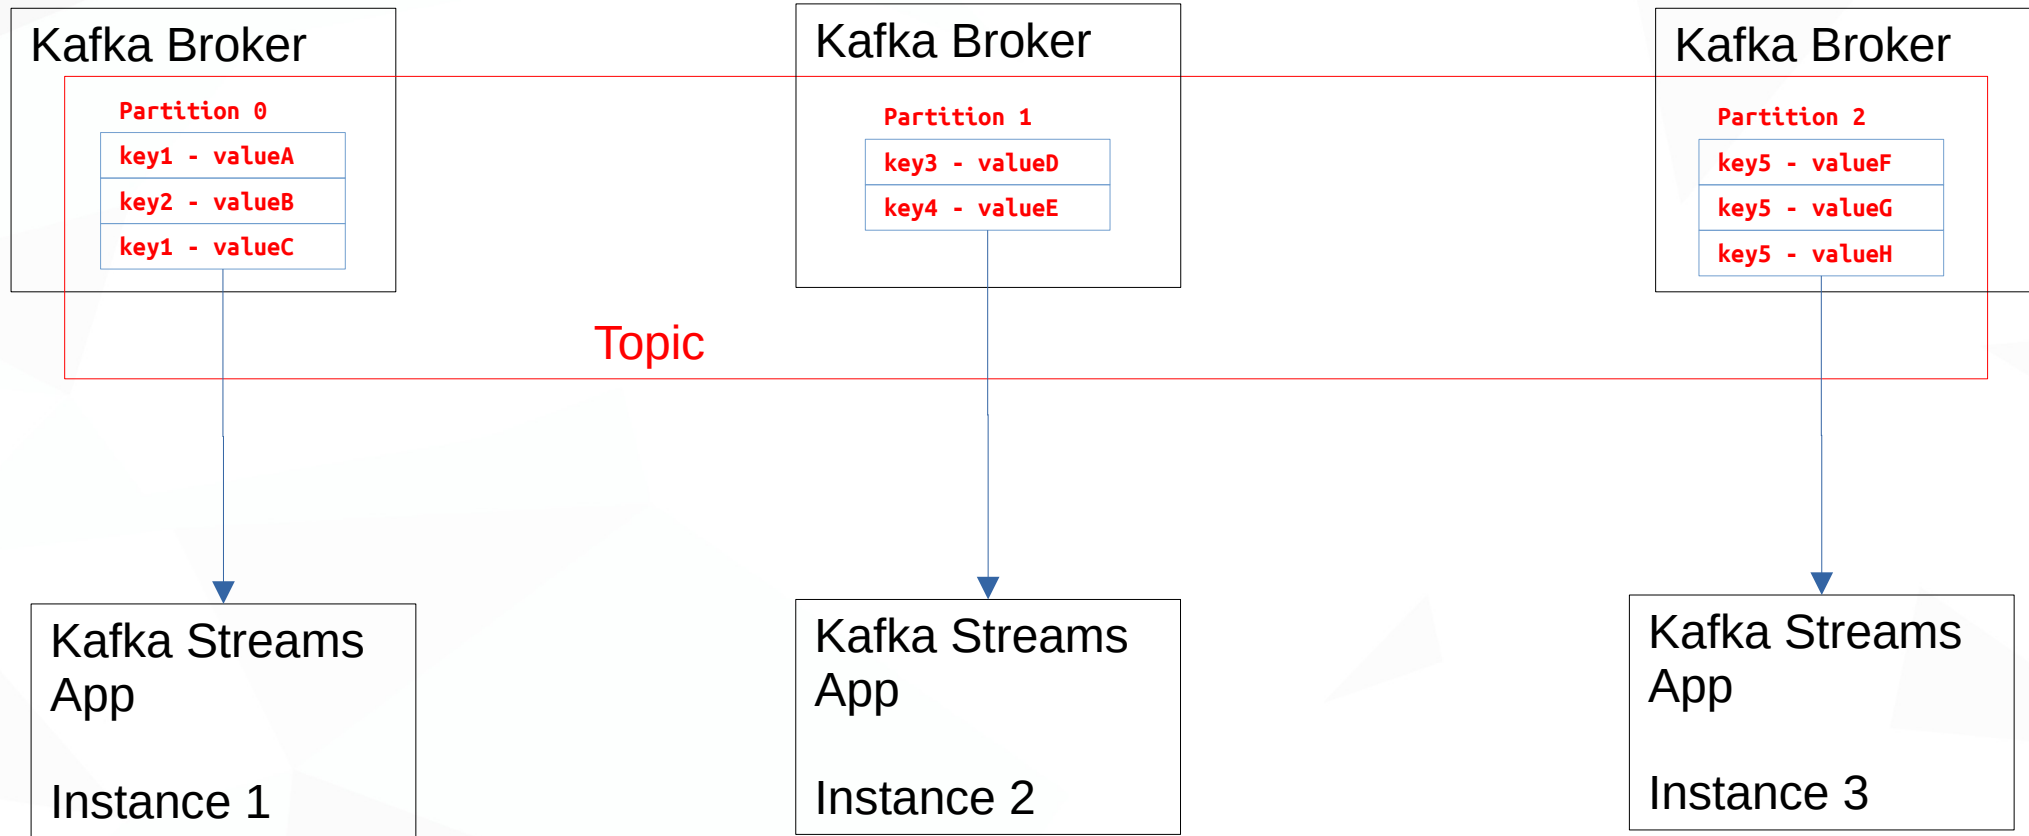 Kafka Broker
Partition 0
key1 - valueA
key2 - valueB
key1 - valueC
Kafka Broker
Partition 1
key3 - valueD
key4 - valueE
Kafka Broker
Partition 2
key5 - valueF
key5 - valueG
key5 - valueH
Topic
Kafka Streams
App
Instance 1
Kafka Streams
App
Instance 2
Kafka Streams
App
Instance 3